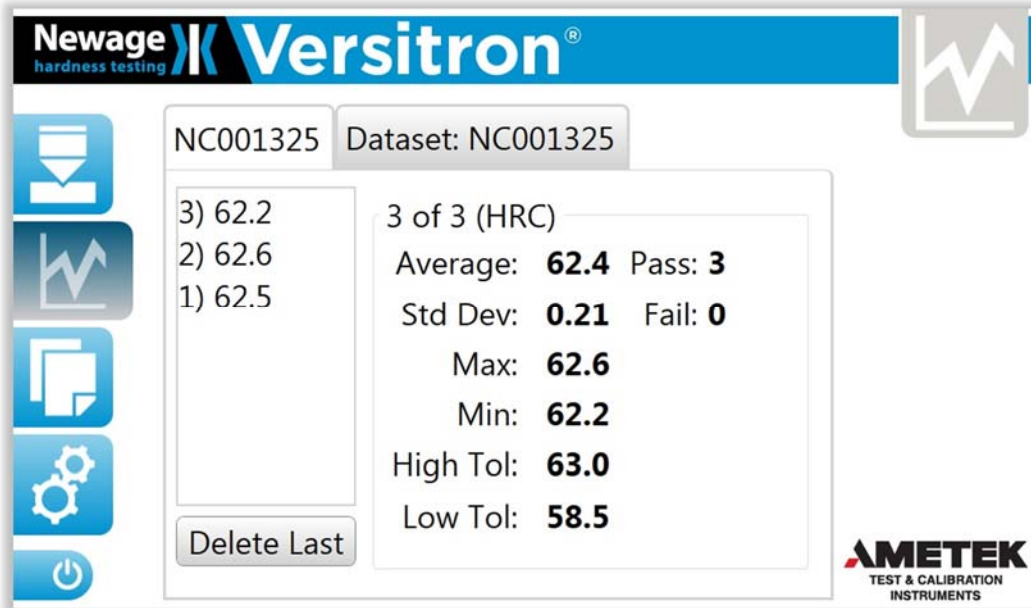 Newage
hardness testing
Versitron®
NC001325
Dataset: NC001325
3) 62.2
2) 62.6
1) 62.5
3 of 3 (HRC)
Average: 62.4 Pass: 3
Std Dev: 0.21 Fail: 0
Max: 62.6
Min: 62.2
High Tol: 63.0
Low Tol: 58.5
Delete Last
AMETEK
TEST & CALIBRATION
INSTRUMENTS